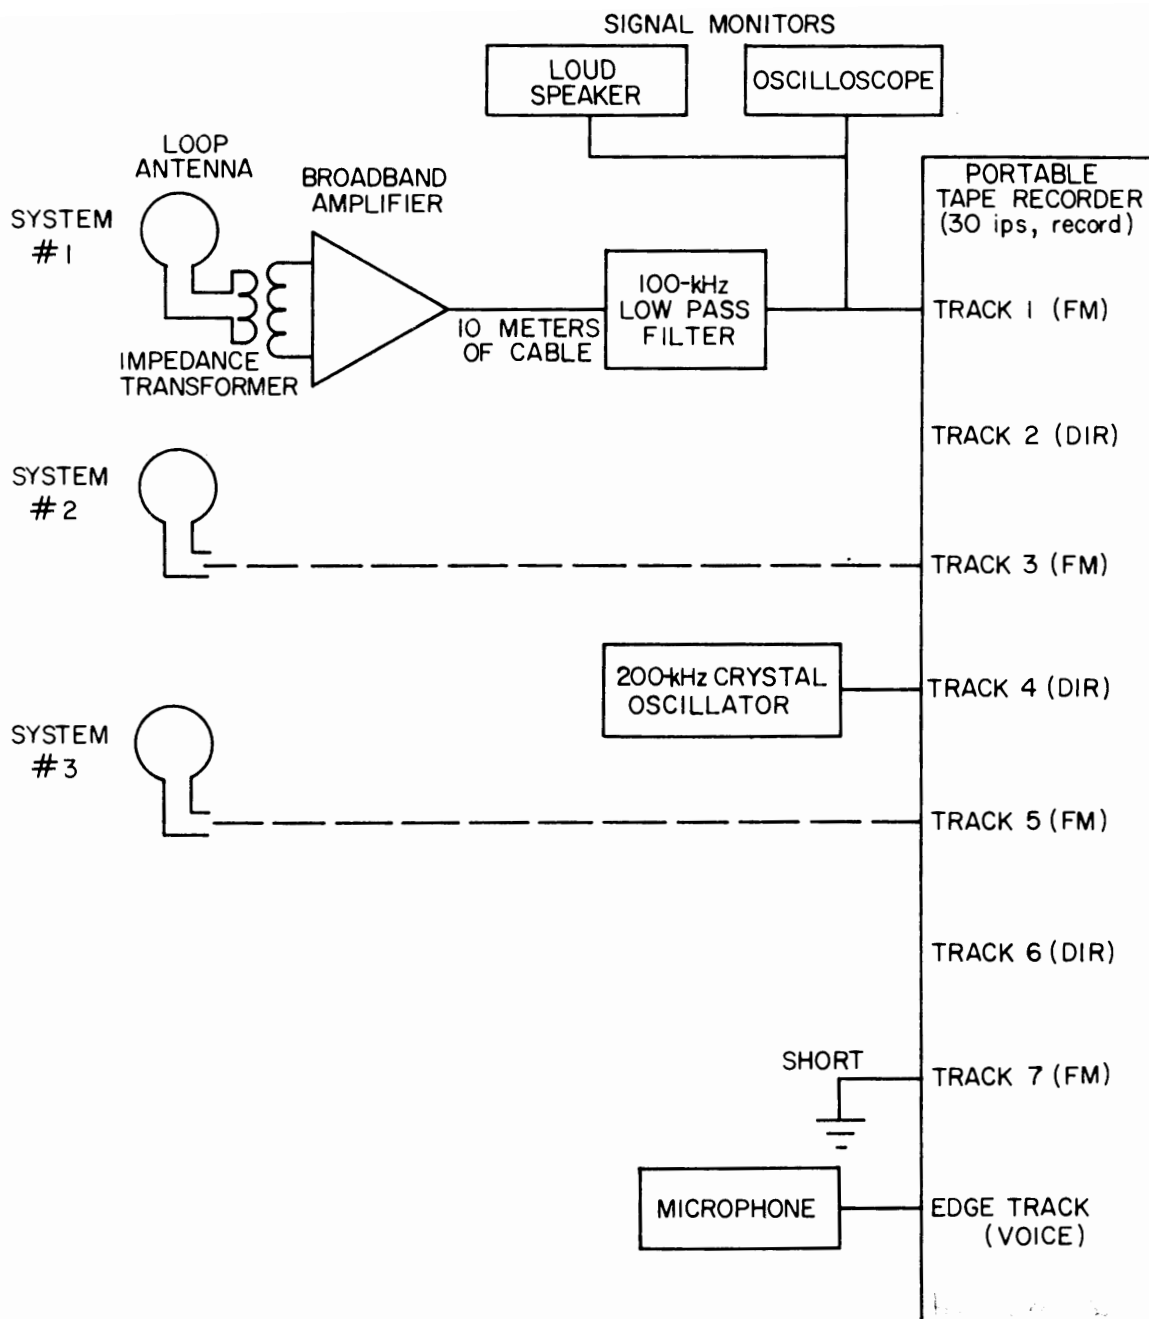 SIGNAL MONITORS
LOUD
SPEAKER
OSCILLOSCOPE
LOOP
ANTENNA
BROADBAND
AMPLIFIER
PORTABLE
TAPE RECORDER
(30 ips, record)
SYSTEM
#1
100-kHz
LOW PASS
FILTER
TRACK 1 (FM)
10 METERS
OF CABLE
IMPEDANCE
TRANSFORMER
TRACK 2 (DIR)
SYSTEM
#2
TRACK 3 (FM)
200-kHz CRYSTAL
OSCILLATOR
TRACK 4 (DIR)
SYSTEM
#3
TRACK 5 (FM)
TRACK 6 (DIR)
SHORT
TRACK 7 (FM)
MICROPHONE
EDGE TRACK
(VOICE)